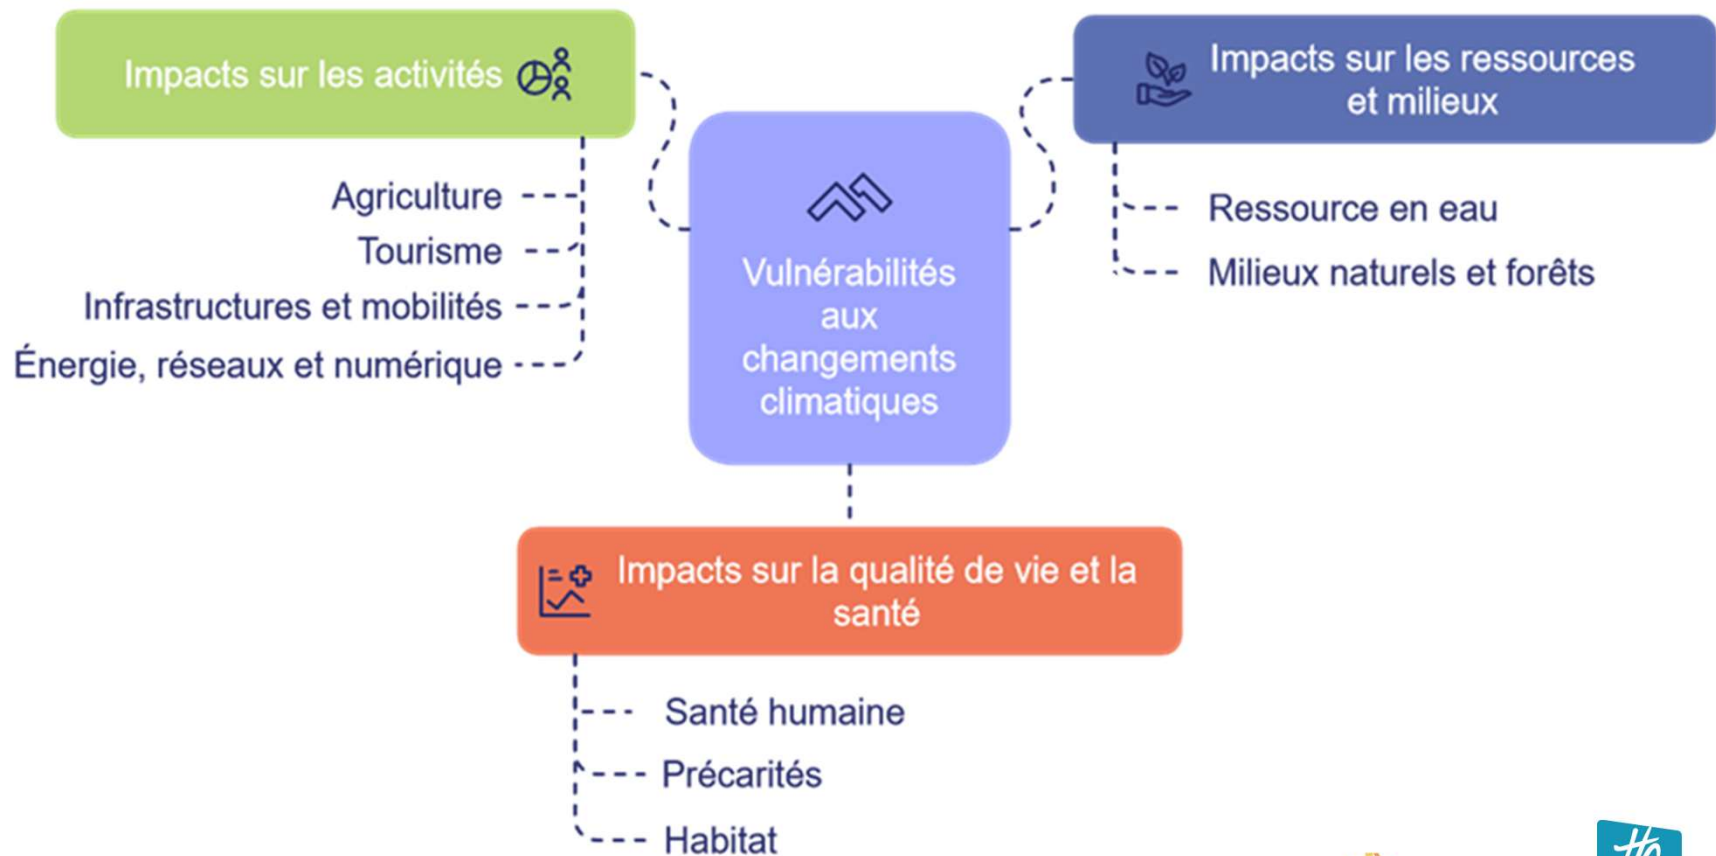 Impacts sur les activités
Agriculture
Tourisme
Infrastructures et mobilités
Énergie, réseaux et numérique
Vulnérabilités
aux
changements
climatiques
Impacts sur les ressources
et milieux
Ressource en eau
Milieux naturels et forêts
Impacts sur la qualité de vie et la
santé
Santé humaine
Précarités
Habitat